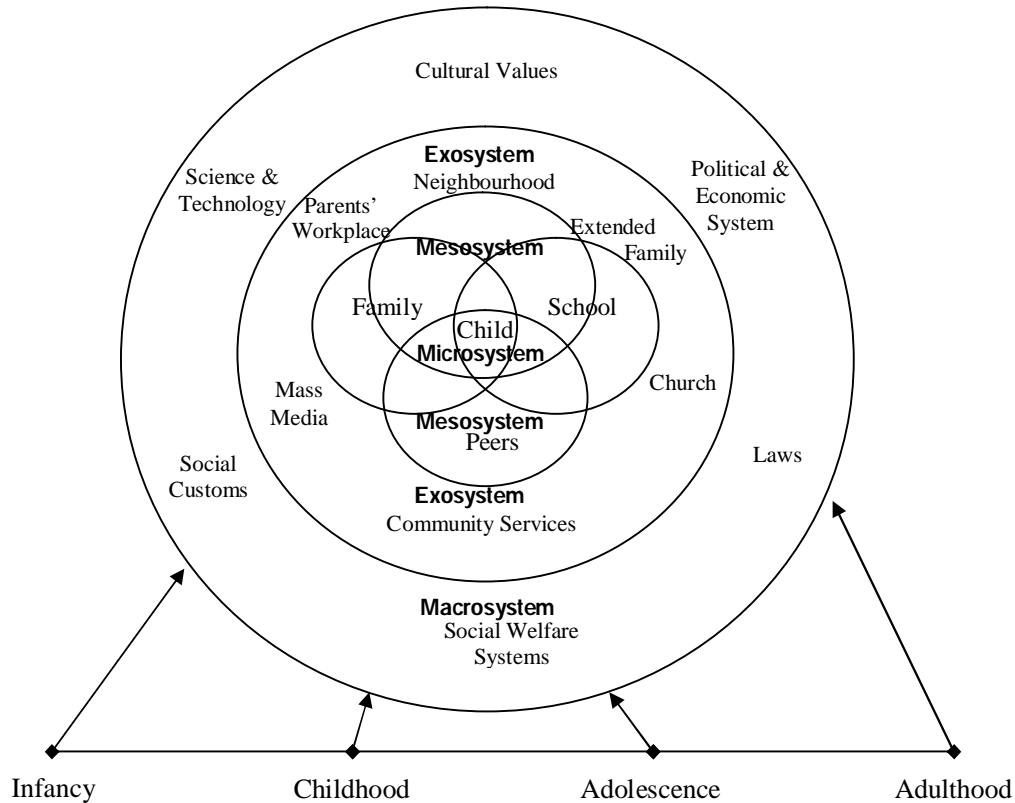 Cultural Values
Exosystem
Neighbourhood
Science &
Technology
Political &
Economic
System
Parents’
Workplace
Extended
Family
Mesosystem
Family
School
Child
Microsystem
Mass
Media
Church
Mesosystem
Peers
Social
Customs
Laws
Exosystem
Community Services
Macrosystem
Social Welfare
Systems
Infancy
Childhood
Adolescence
Adulthood